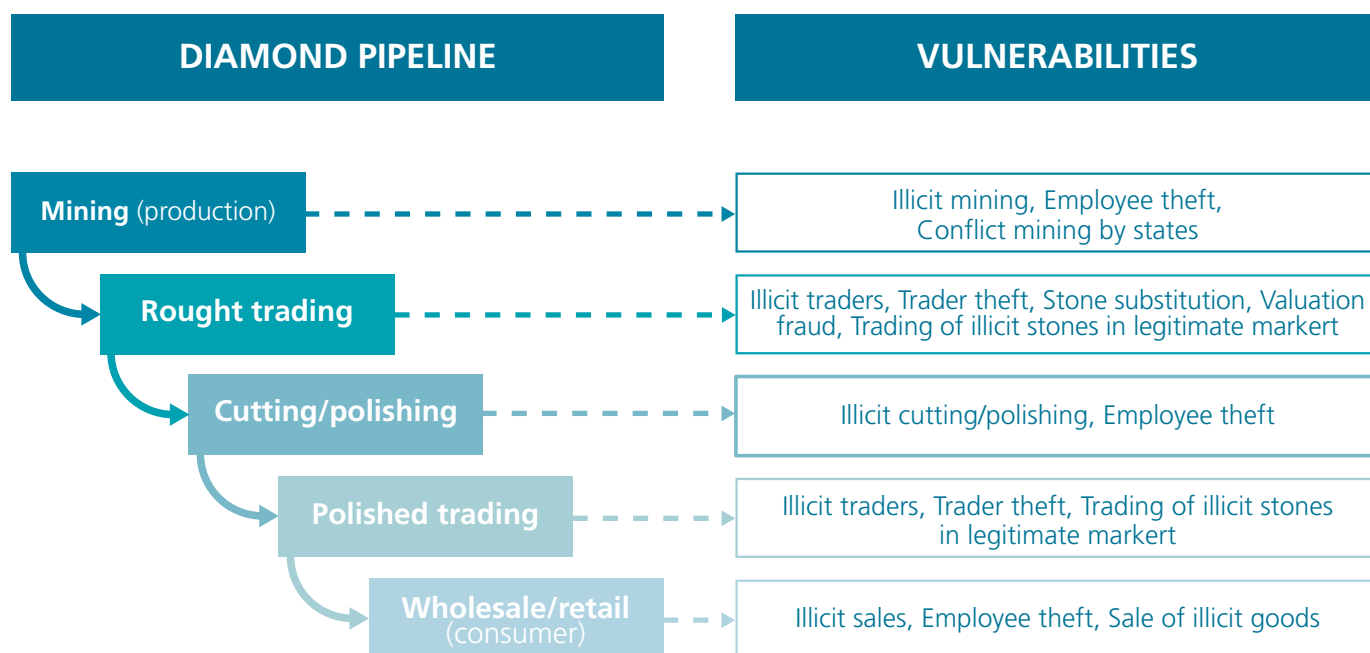 DIAMOND PIPELINE
VULNERABILITIES
Mining (production)
Illicit mining, Employee theft,
Conflict mining by states
Rought trading
Illicit traders, Trader theft, Stone substitution, Valuation
fraud, Trading of illicit stones in legitimate markert
Cutting/polishing
Illicit cutting/polishing, Employee theft
Polished trading
Illicit traders, Trader theft, Trading of illicit stones
in legitimate markert
Wholesale/retail
(consumer)
Illicit sales, Employee theft, Sale of illicit goods